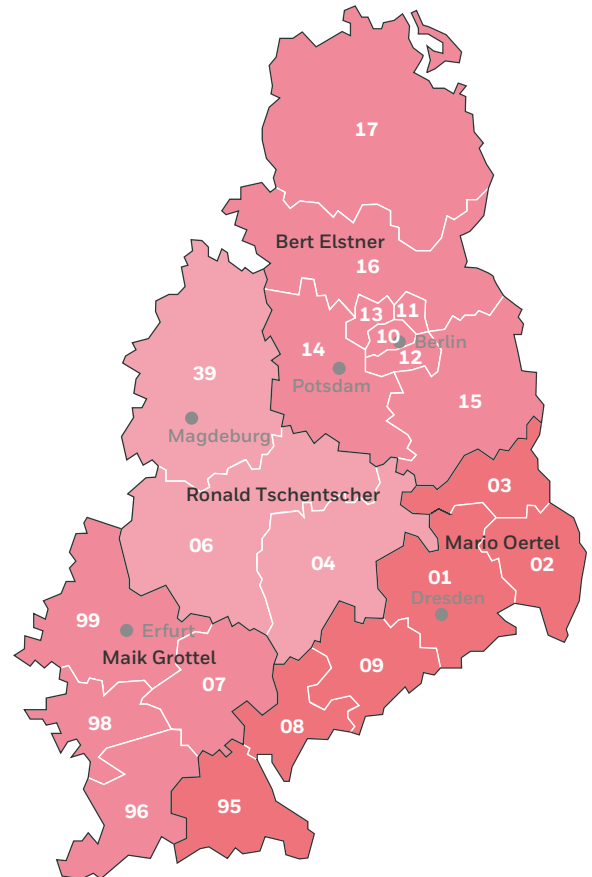 17
Bert Elstner
16
13
11
10
Berlin
14
12
Potsdam
39
15
Magdeburg
03
Ronald Tschentscher
06
Mario Oertel
04
02
01
Dresden
99
Erfurt
Maik Grottel
09
07
98
08
95
96